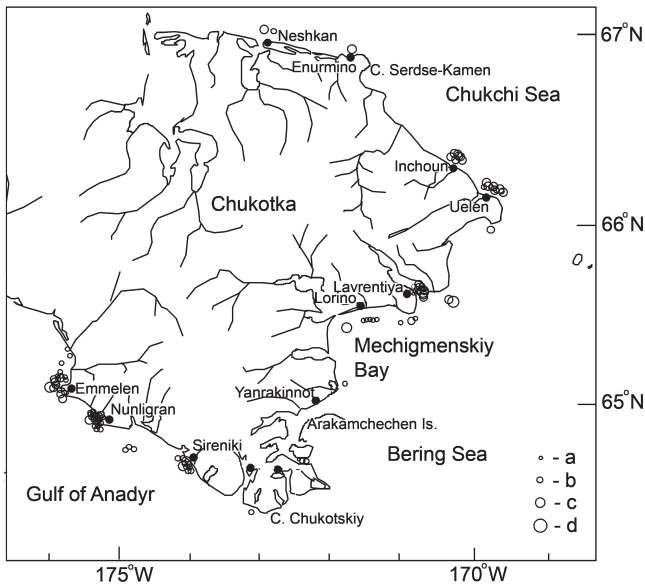 67°N
Neshkan
Enurmino
C. Serdse-Kamen
Chukchi Sea
Inchoun
Chukotka
Uelen
66°N
Lavrentiya
Lorino
Mechigmenskiy
Bay
Emmelen
Yanrakinnot
65°N
Nunligran
Arakamchechen Is.
Sireniki
Bering Sea
- a
- b
- c
- d
Gulf of Anadyr
C. Chukotskiy
175°W
170°W